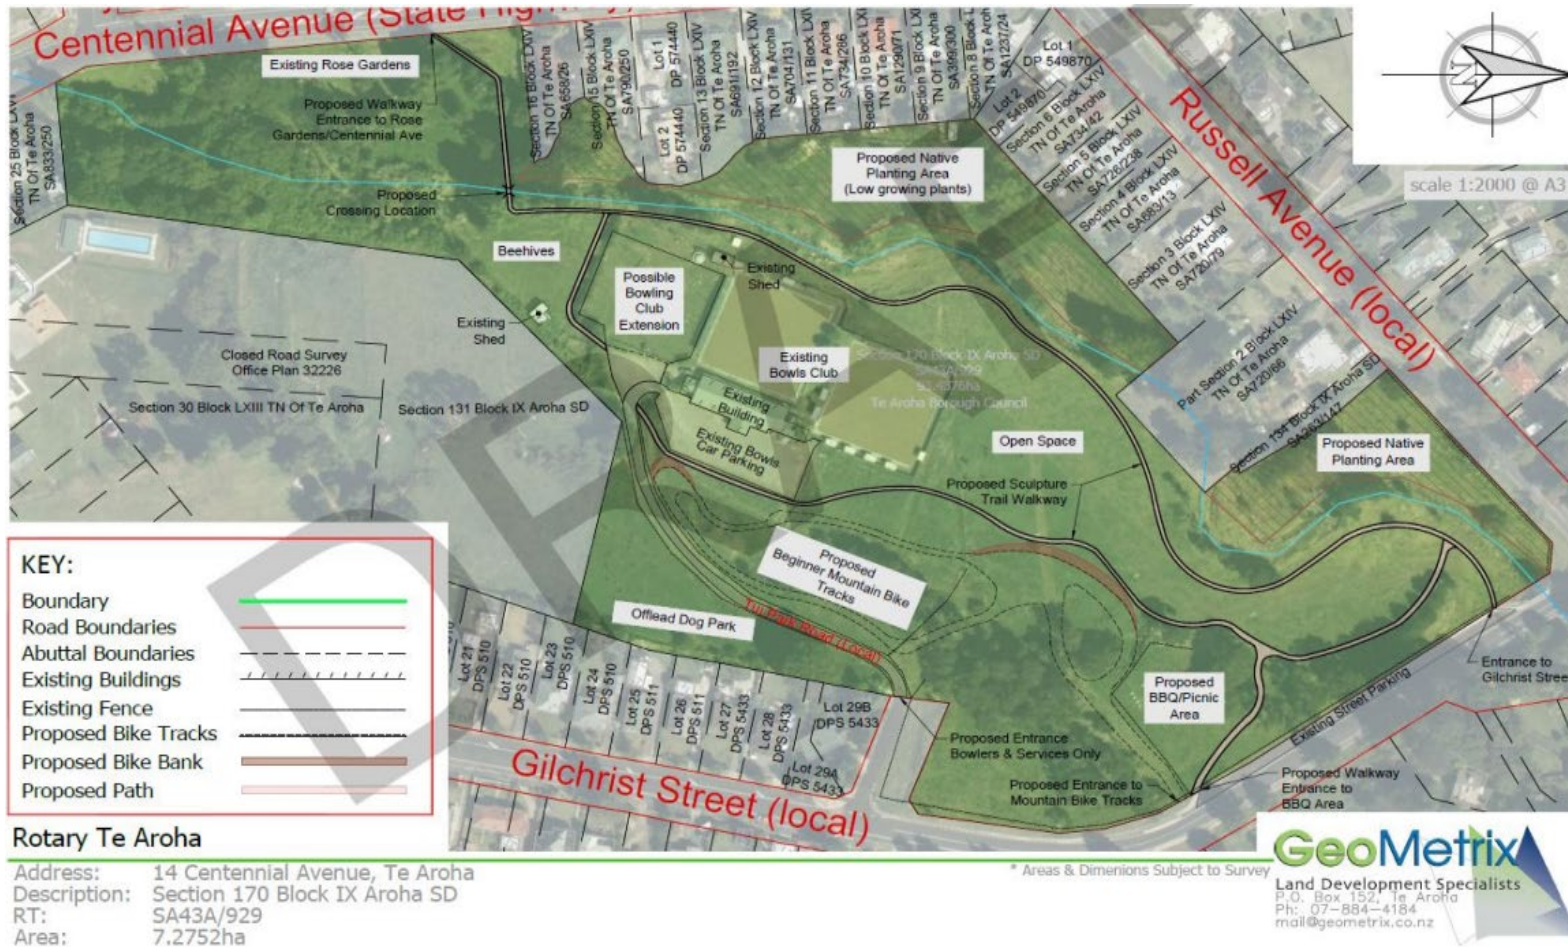 Centennial Avenue (State Highway)
Existing Rose Gardens
Proposed Walkway
Entrance to Rose
Gardens/Centennial Ave
Section 25 Block LXVI
TN Of Te Aroha
SA833/250
Section 16 Block LXIV
TN Of Te Aroha
SA658/26
Section 15 Block LXIV
TN Of Te Aroha
SA790/250
Lot 1
DP 574440
Lot 2
DP 574440
Section 13 Block LXIV
TN Of Te Aroha
SA691/192
Section 12 Block LXIV
TN Of Te Aroha
SA704/131
Section 11 Block LXIV
TN Of Te Aroha
SA734/286
Section 10 Block LXIV
TN Of Te Aroha
SA1290/71
Section 9 Block LXIV
TN Of Te Aroha
SA399/300
Section 8 Block
TN Of Te Aroha
SA1237/24
Lot 1
DP 549870
Lot 2
DP 549870
Section 6 Block LXIV
TN Of Te Aroha
SA734/42
Section 5 Block LXIV
TN Of Te Aroha
SA726/238
Section 4 Block LXIV
TN Of Te Aroha
SA683/13
Section 3 Block LXIV
TN Of Te Aroha
SA720/79
Part Section 2 Block LXIV
TN Of Te Aroha
SA720/66
Section 134 Block IX Aroha SD
SA263/147
Russell Avenue (local)
N
scale 1:2000 @ A3
Proposed Native
Planting Area
(Low growing plants)
Proposed
Crossing Location
Beehives
Existing
Shed
Possible
Bowling
Club
Extension
Existing
Shed
Existing
Bowls Club
Section 170 Block IX Aroha SD
SA43A/929
Te Aroha Borough Council
Closed Road Survey
Office Plan 32226
Section 30 Block LXIII TN Of Te Aroha
Section 131 Block IX Aroha SD
Existing
Building
Existing Bowls
Car Parking
Open Space
Proposed Native
Planting Area
Proposed Sculpture
Trail Walkway
Proposed
Beginner Mountain Bike
Tracks
Offlead Dog Park
Tui Park Road (Local)
DRAFT
Lot 21
DPS 510
Lot 22
DPS 510
Lot 23
DPS 510
Lot 24
DPS 510
Lot 25
DPS 511
Lot 26
DPS 511
Lot 27
DPS 5433
Lot 28
DPS 5433
Lot 29B
DPS 5433
Lot 29A
DPS 5433
Proposed
BBQ/Picnic
Area
Entrance to
Gilchrist Stree
Existing Street Parking
Proposed Entrance
Bowlers & Services Only
Proposed Entrance to
Mountain Bike Tracks
Proposed Walkway
Entrance to
BBQ Area
Gilchrist Street (local)
KEY:
Boundary
Road Boundaries
Abuttal Boundaries
Existing Buildings
Existing Fence
Proposed Bike Tracks
Proposed Bike Bank
Proposed Path
Rotary Te Aroha
Address: 14 Centennial Avenue, Te Aroha
Description: Section 170 Block IX Aroha SD
RT: SA43A/929
Area: 7.2752ha
* Areas & Dimenions Subject to Survey
GeoMetrix
Land Development Specialists
P.O. Box 152, Te Aroha
Ph: 07-884-4184
mail@geometrix.co.nz